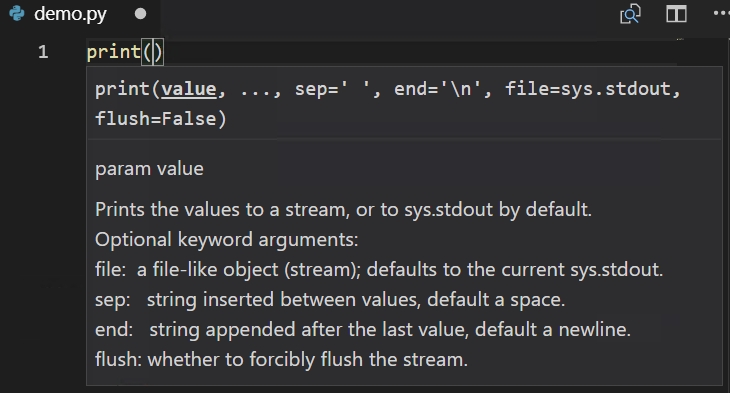 demo.py
1 print()
print(value, ..., sep=' ', end='\n', file=sys.stdout,
flush=False)
param value
Prints the values to a stream, or to sys.stdout by default.
Optional keyword arguments:
file:  a file-like object (stream); defaults to the current sys.stdout.
sep:   string inserted between values, default a space.
end:   string appended after the last value, default a newline.
flush: whether to forcibly flush the stream.